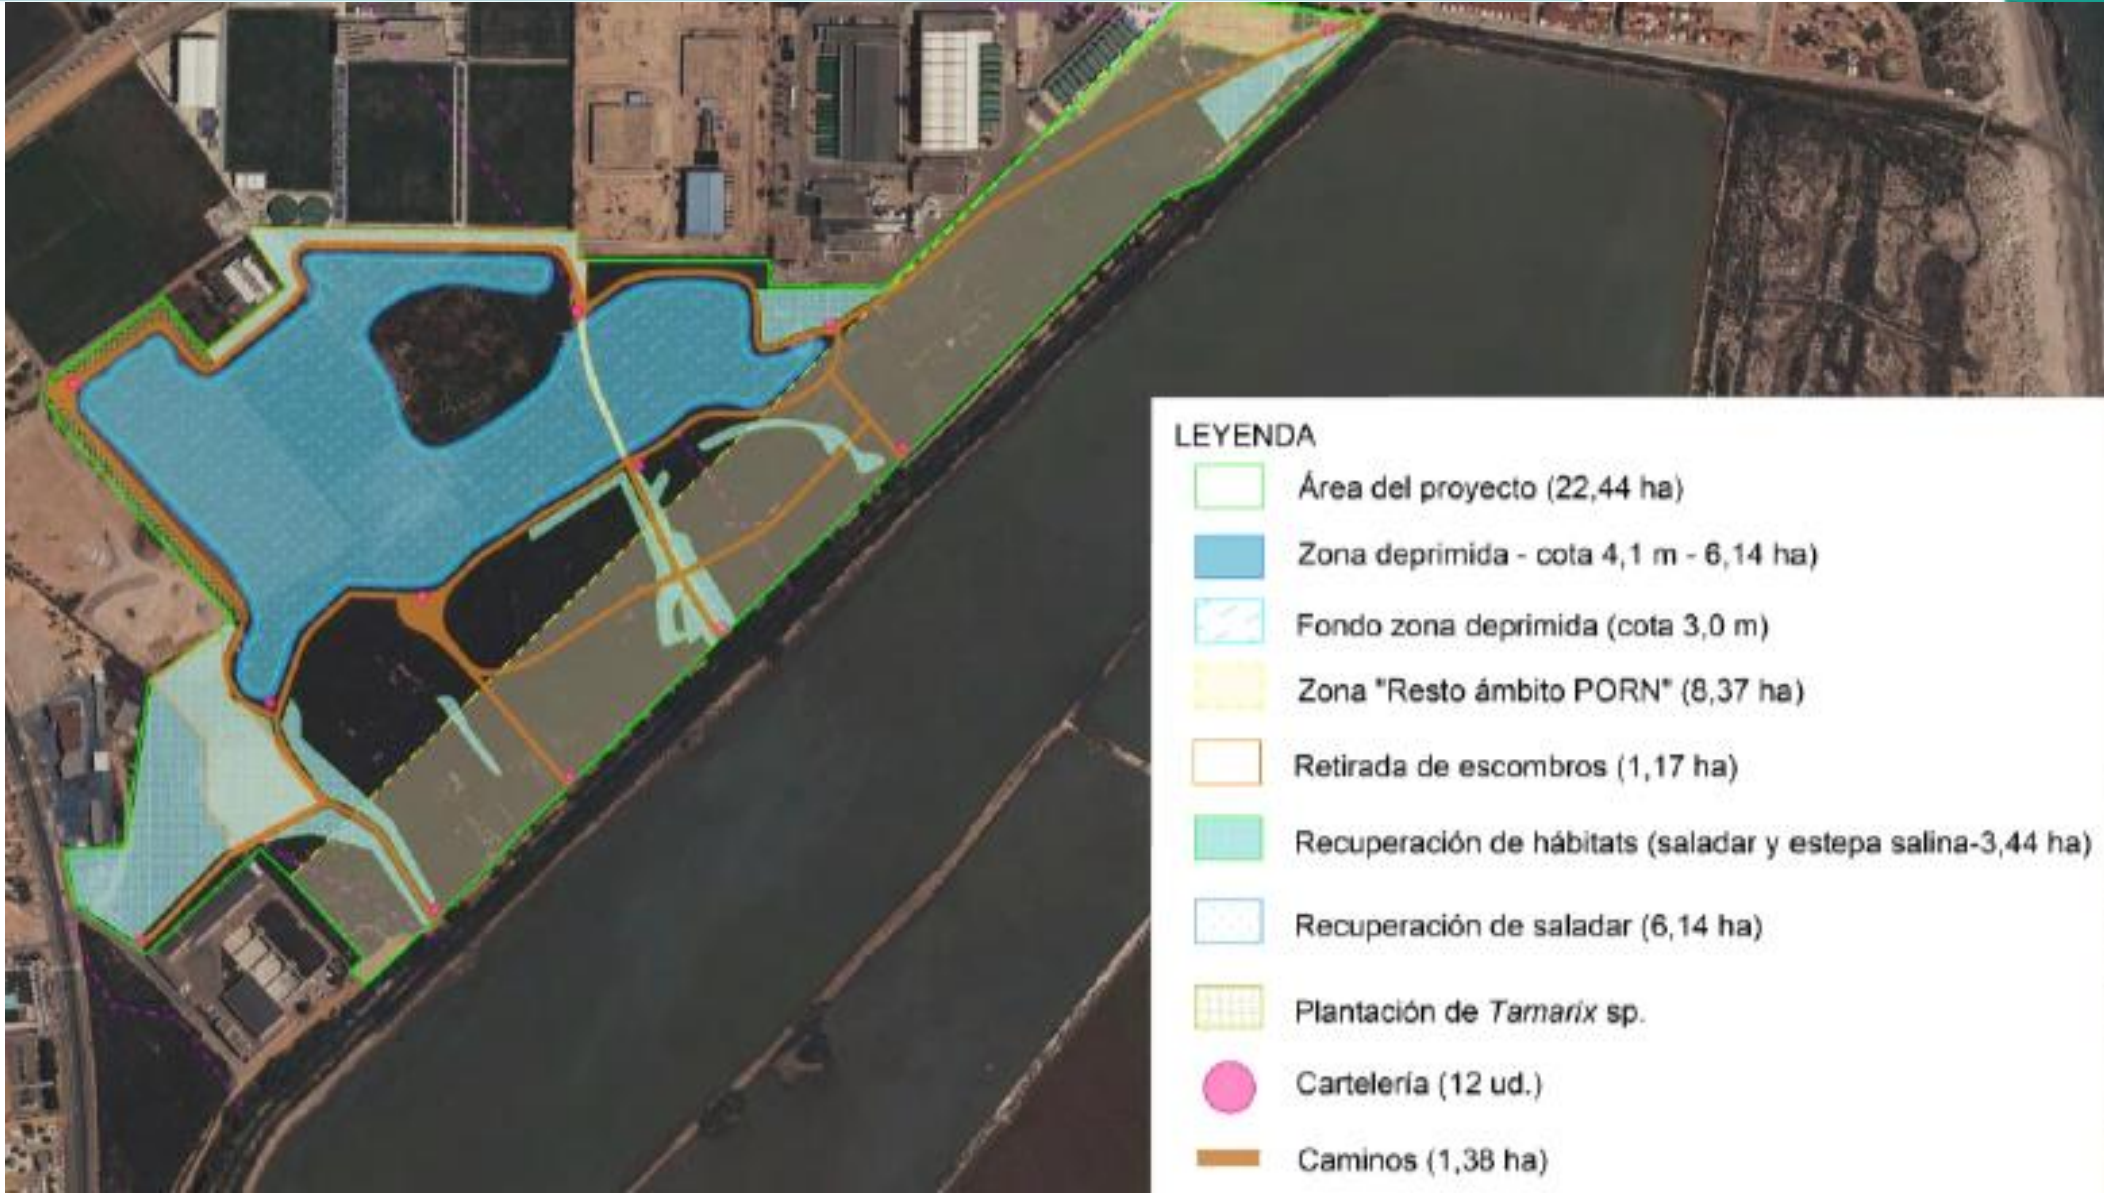 LEYENDA
Área del proyecto (22,44 ha)
Zona deprimida - cota 4,1 m - 6,14 ha)
Fondo zona deprimida (cota 3,0 m)
Zona "Resto ámbito PORN" (8,37 ha)
Retirada de escombros (1,17 ha)
Recuperación de hábitats (saladar y estepa salina-3,44 ha)
Recuperación de saladar (6,14 ha)
Plantación de Tamarix sp.
Cartelería (12 ud.)
Caminos (1,38 ha)